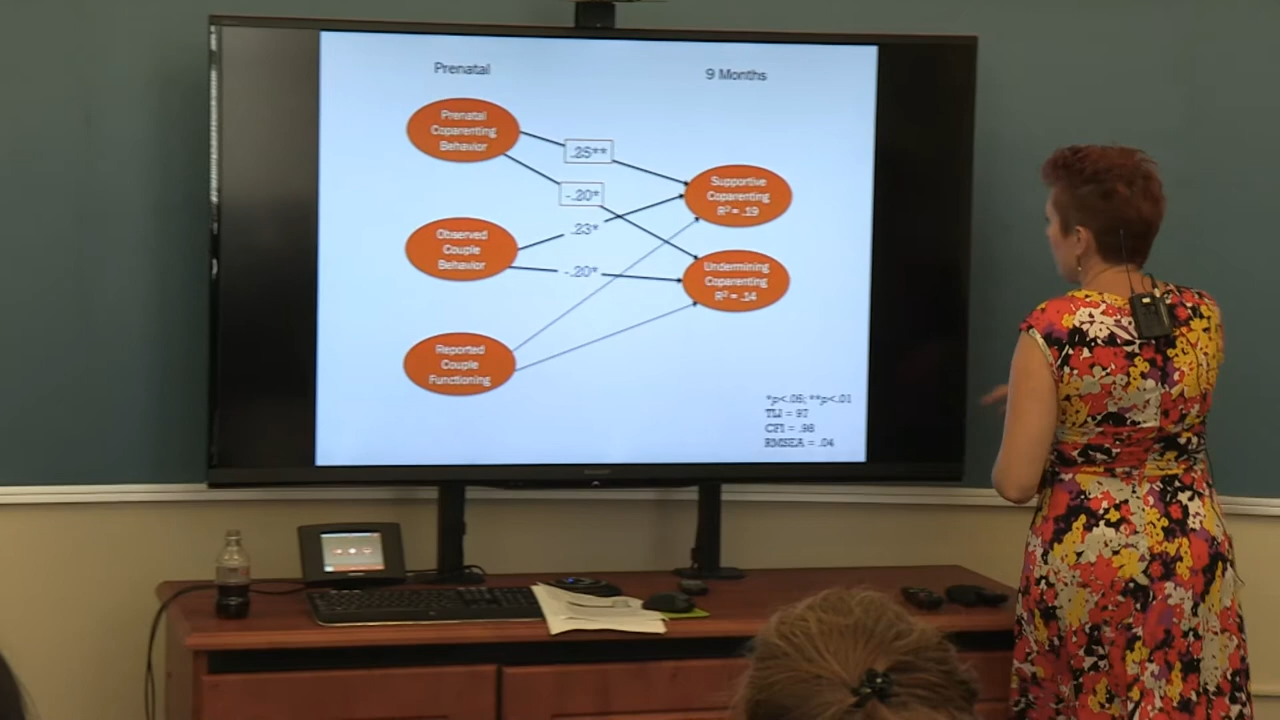 Prenatal
9 Months
Prenatal
Coparenting
Behavior
.25**
-.20*
Supportive
Coparenting
R² = .19
Observed
Couple
Behavior
.23*
-.20*
Undermining
Coparenting
R² = .14
Reported
Couple
Functioning
*p<.05; **p<.01
TLI = .97
CFI = .98
RMSEA = .04